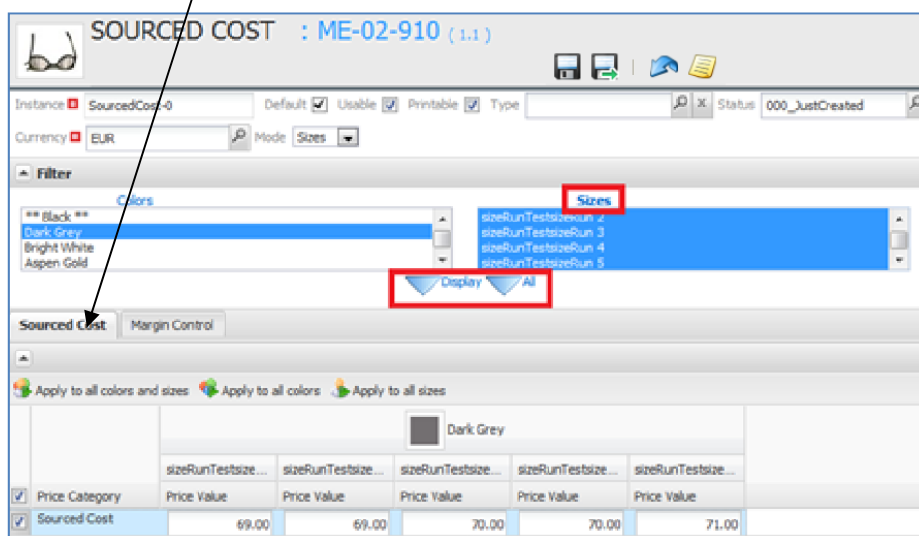 SOURCED COST : ME-02-910 ( 1.1 )
Instance SourcedCost-0 Default Usable Printable Type x Status 000_JustCreated
Currency EUR Mode Sizes
Filter
Colors Sizes
** Black ** sizeRunTestsizeRun 2
Dark Grey sizeRunTestsizeRun 3
Bright White sizeRunTestsizeRun 4
Aspen Gold sizeRunTestsizeRun 5
Display All
Sourced Cost Margin Control
Apply to all colors and sizes Apply to all colors Apply to all sizes
Dark Grey
sizeRunTestsize... sizeRunTestsize... sizeRunTestsize... sizeRunTestsize... sizeRunTestsize...
Price Category Price Value Price Value Price Value Price Value Price Value
Sourced Cost 69.00 69.00 70.00 70.00 71.00